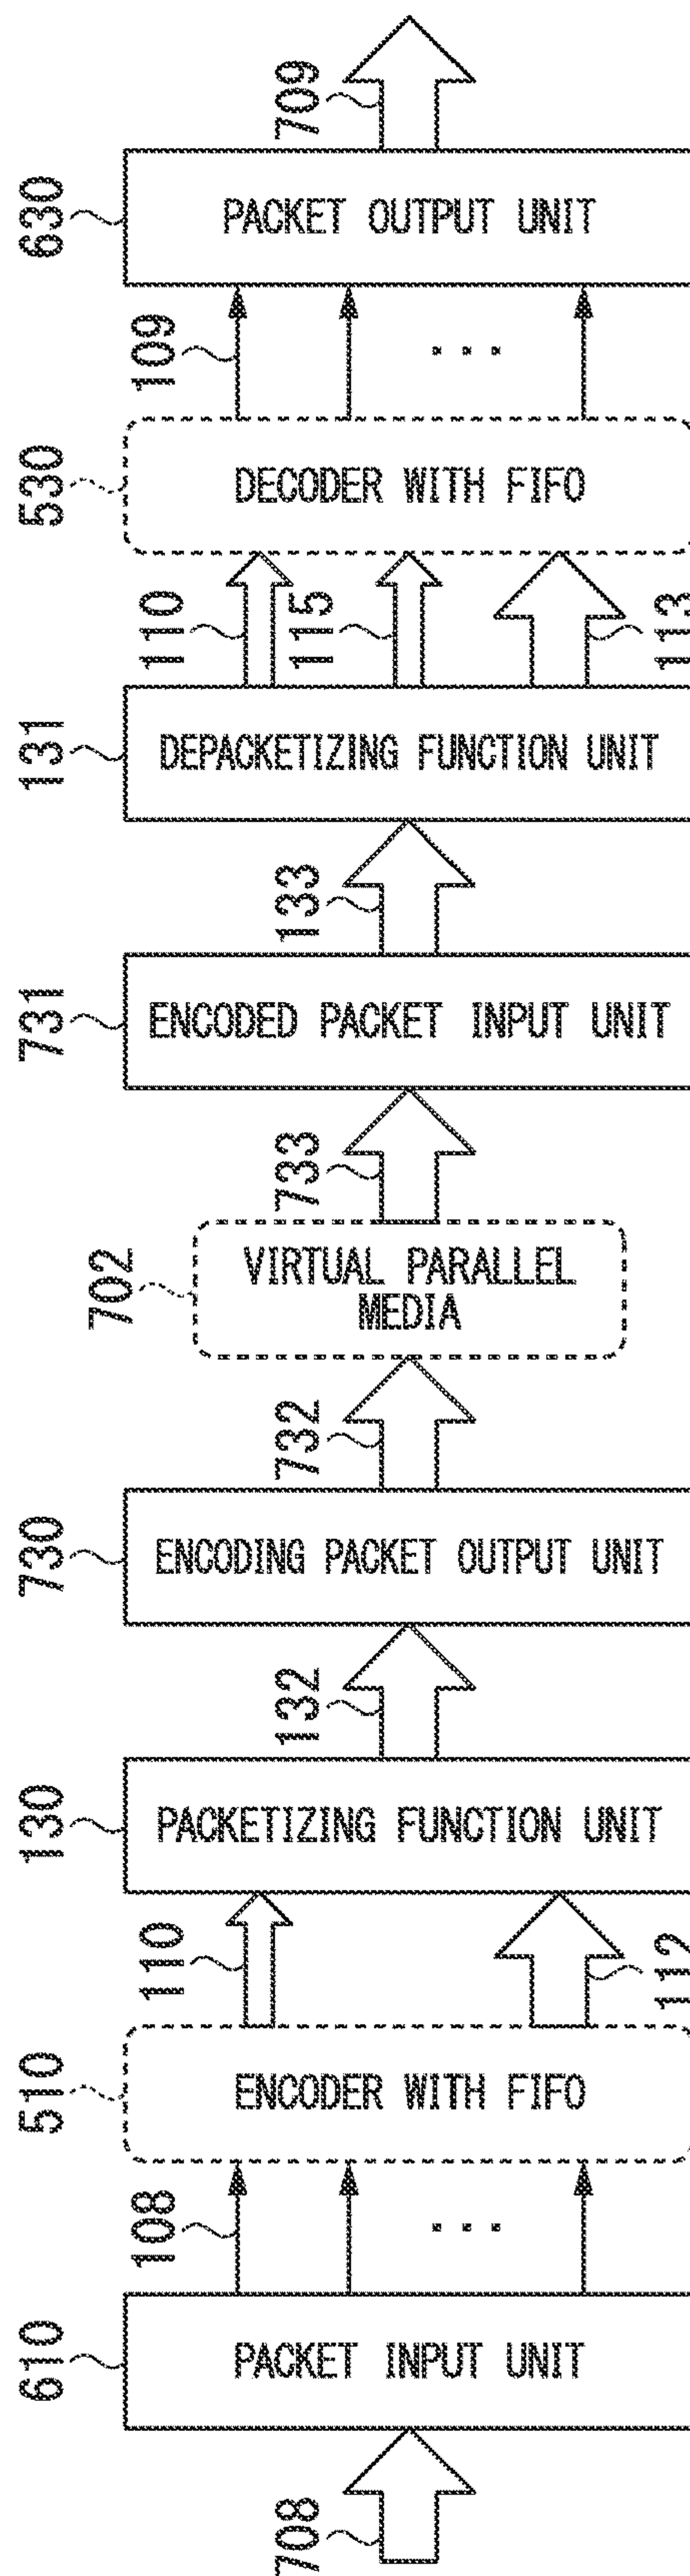 709
630
PACKET OUTPUT UNIT
109
...
530
DECODER WITH FIFO
110
115
113
131
DEPACKETIZING FUNCTION UNIT
133
731
ENCODED PACKET INPUT UNIT
733
702
VIRTUAL PARALLEL
MEDIA
732
730
ENCODING PACKET OUTPUT UNIT
132
130
PACKETIZING FUNCTION UNIT
110
112
510
ENCODER WITH FIFO
108
...
610
PACKET INPUT UNIT
708